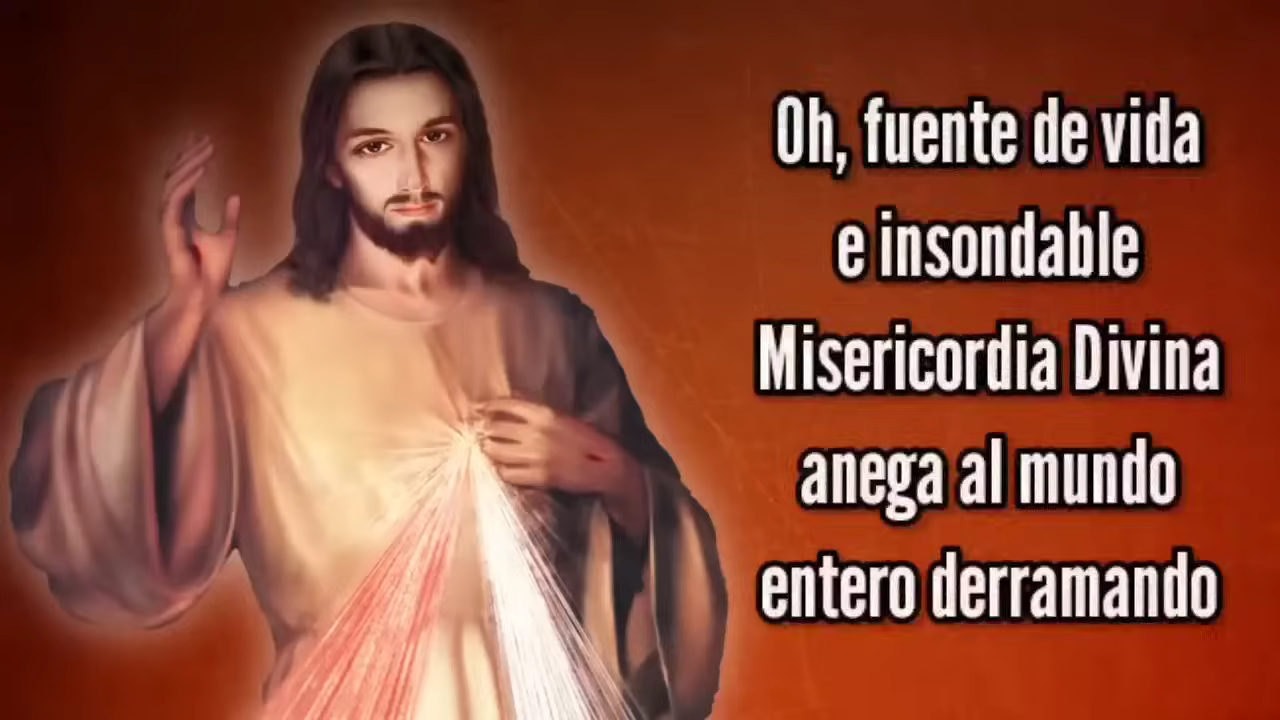 Oh, fuente de vida
e insondable
Misericordia Divina
anega al mundo
entero derramando